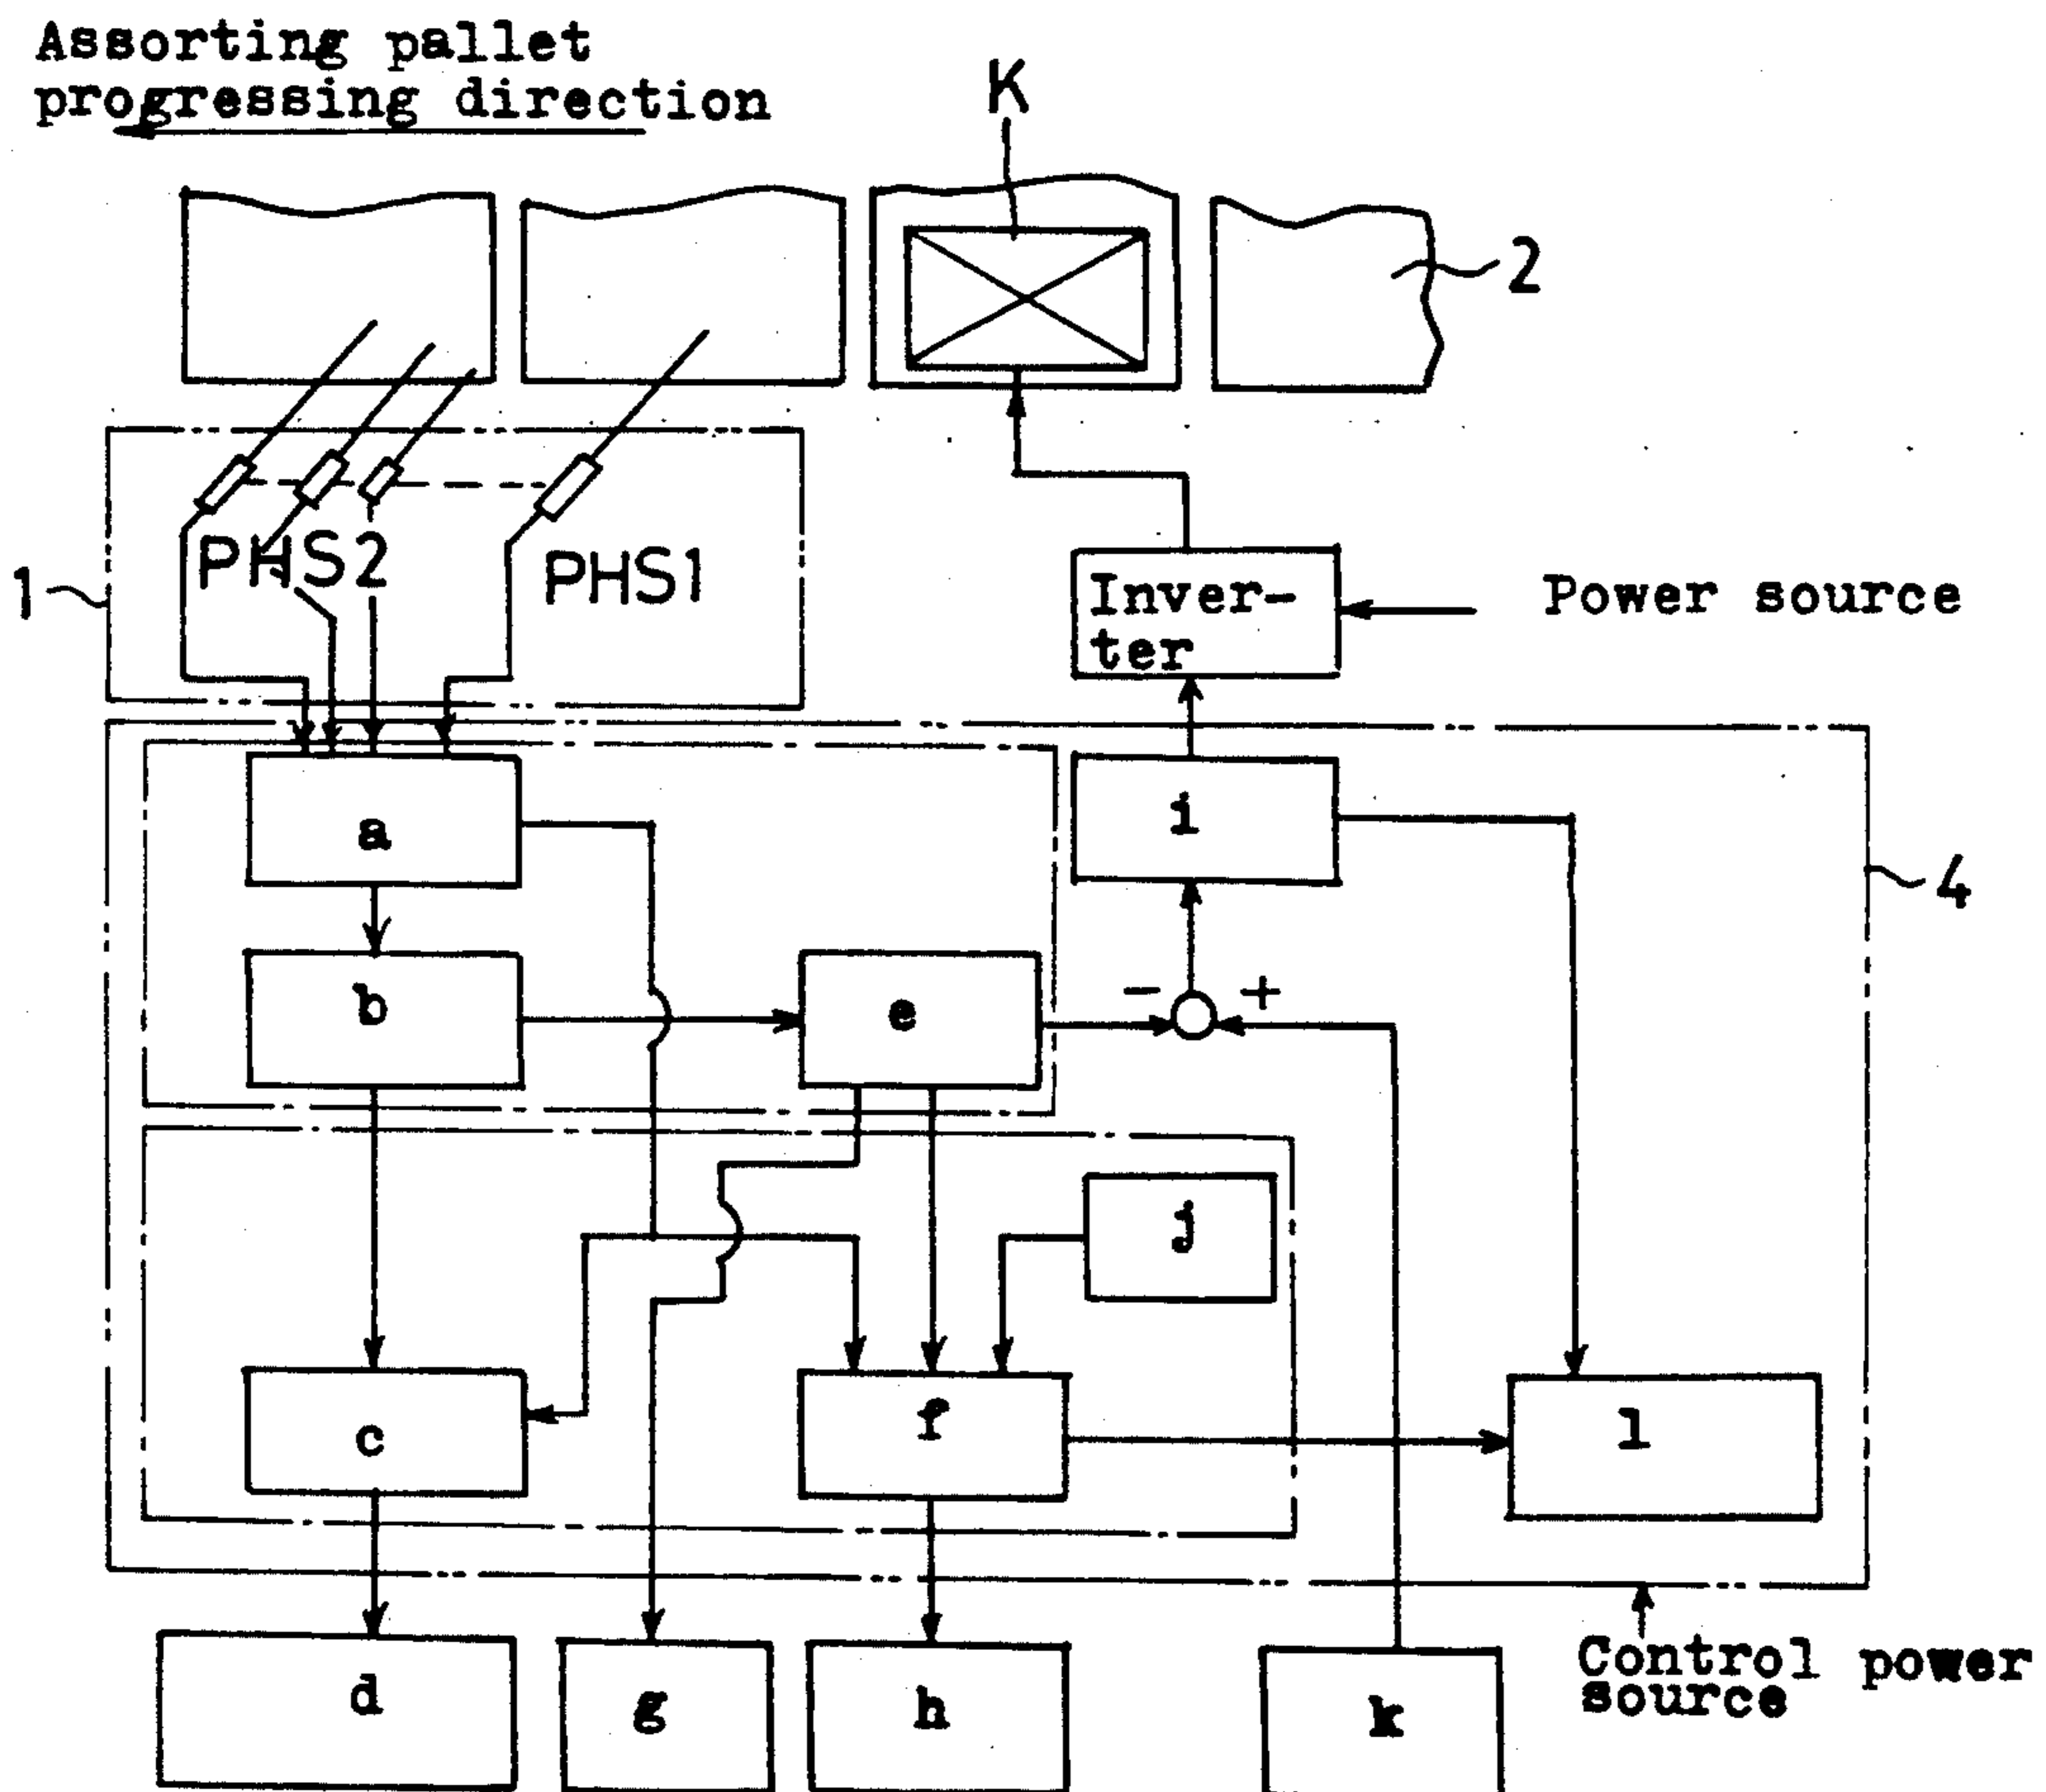 Assorting pallet
progressing direction
K
2
PHS2
PHS1
1
Inver-
ter
Power source
a
i
4
b
e
- +
j
c
f
l
d
g
h
k
Control power
source